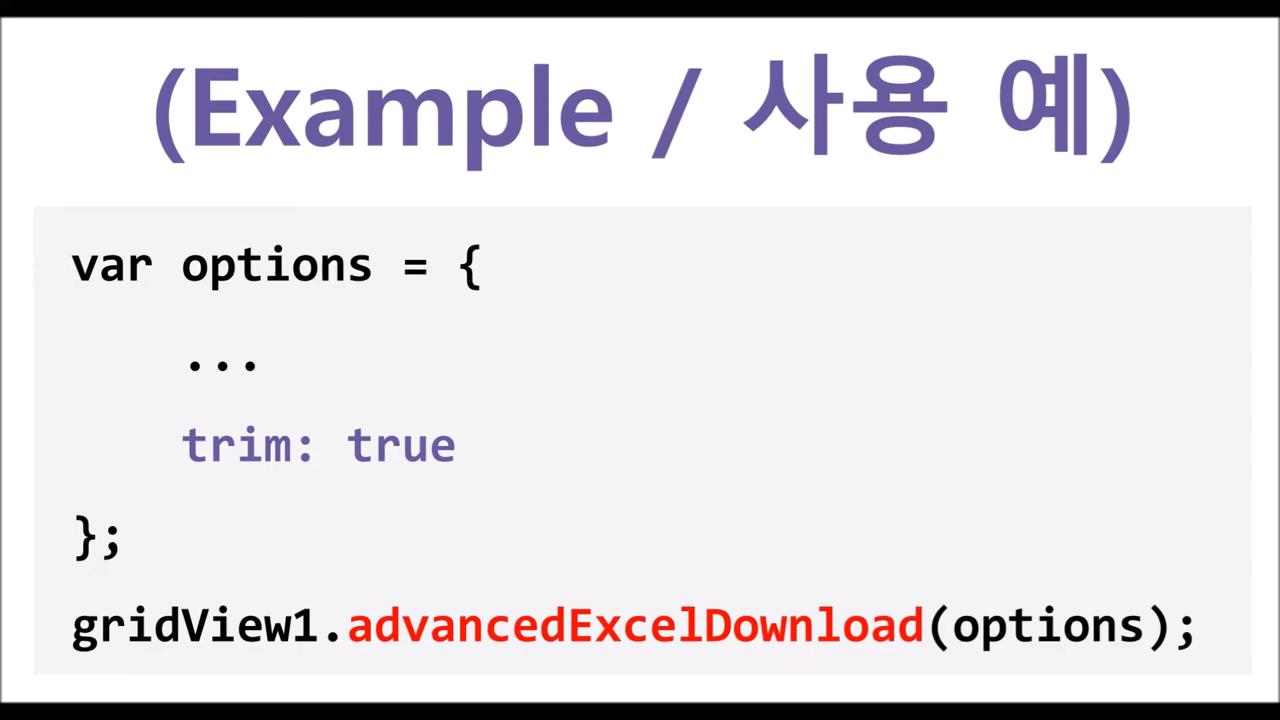 (Example / 사용 예)
var options = {
...
trim: true
};
gridView1.advancedExcelDownload(options);